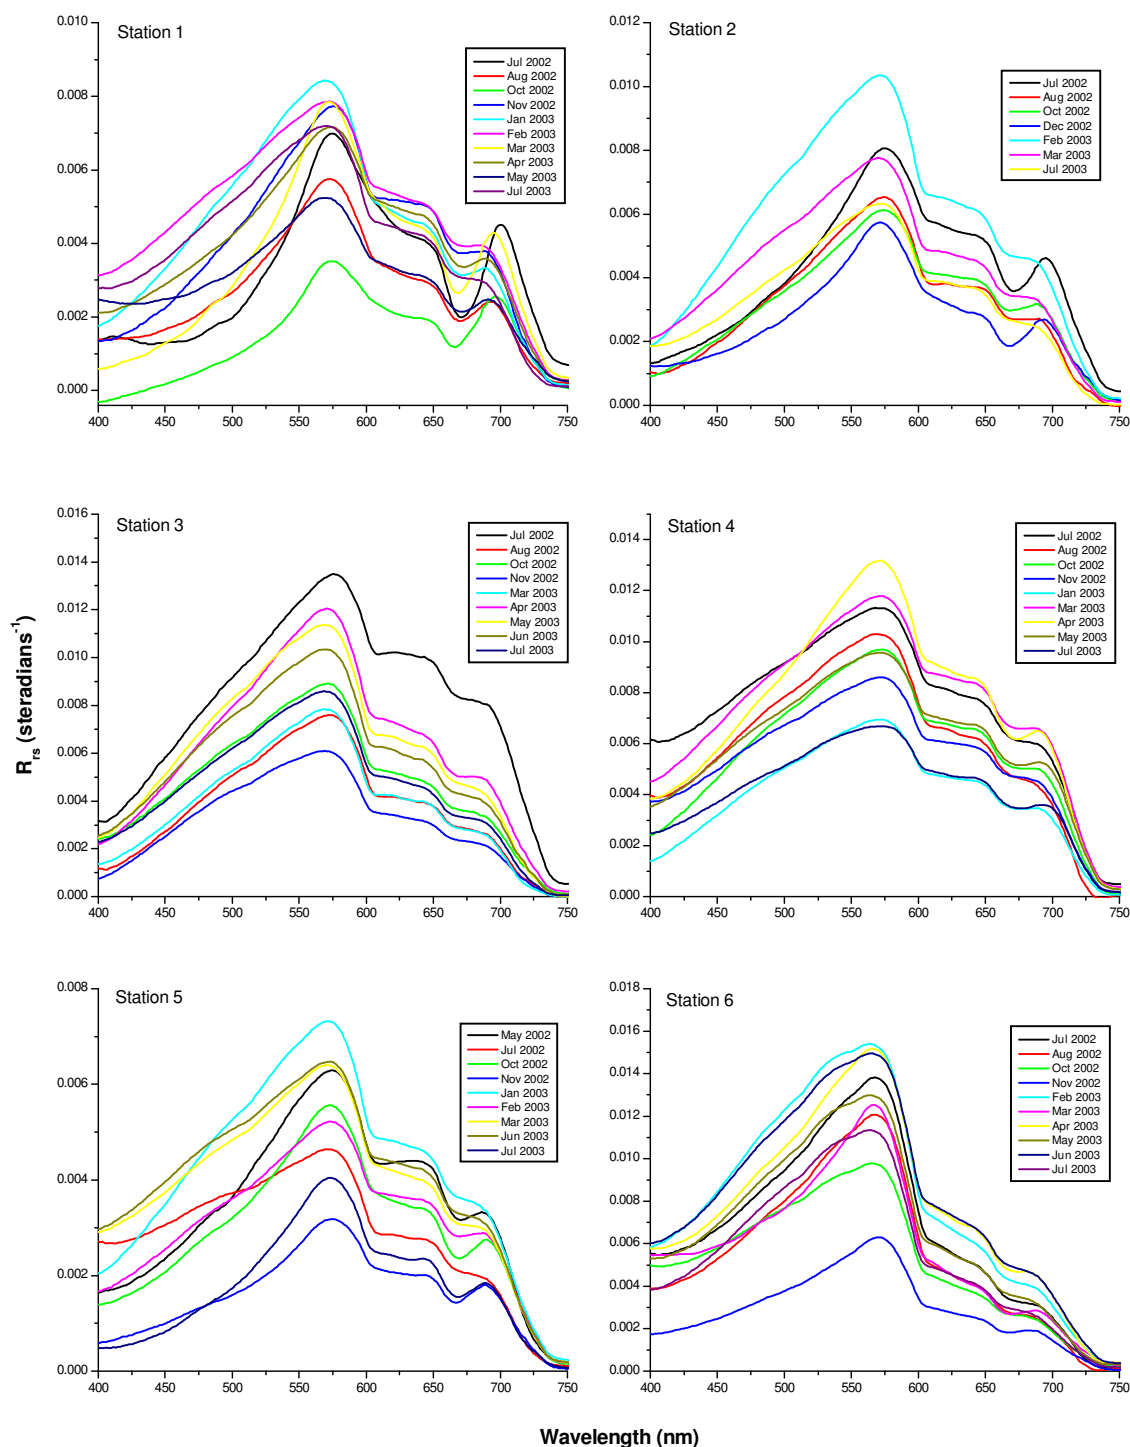 Station 1
0.010
0.008
0.006
0.004
0.002
0.000
400 450 500 550 600 650 700 750
Jul 2002
Aug 2002
Oct 2002
Nov 2002
Jan 2003
Feb 2003
Mar 2003
Apr 2003
May 2003
Jul 2003
Station 2
0.012
0.010
0.008
0.006
0.004
0.002
0.000
400 450 500 550 600 650 700 750
Jul 2002
Aug 2002
Oct 2002
Dec 2002
Feb 2003
Mar 2003
Jul 2003
Rrs (steradians-1)
Station 3
0.016
0.014
0.012
0.010
0.008
0.006
0.004
0.002
0.000
400 450 500 550 600 650 700 750
Jul 2002
Aug 2002
Oct 2002
Nov 2002
Mar 2003
Apr 2003
May 2003
Jun 2003
Jul 2003
Station 4
0.014
0.012
0.010
0.008
0.006
0.004
0.002
0.000
400 450 500 550 600 650 700 750
Jul 2002
Aug 2002
Oct 2002
Nov 2002
Jan 2003
Mar 2003
Apr 2003
May 2003
Jul 2003
Station 5
0.008
0.006
0.004
0.002
0.000
400 450 500 550 600 650 700 750
May 2002
Jul 2002
Oct 2002
Nov 2002
Jan 2003
Feb 2003
Mar 2003
Jun 2003
Jul 2003
Station 6
0.018
0.016
0.014
0.012
0.010
0.008
0.006
0.004
0.002
0.000
400 450 500 550 600 650 700 750
Jul 2002
Aug 2002
Oct 2002
Nov 2002
Feb 2003
Mar 2003
Apr 2003
May 2003
Jun 2003
Jul 2003
Wavelength (nm)